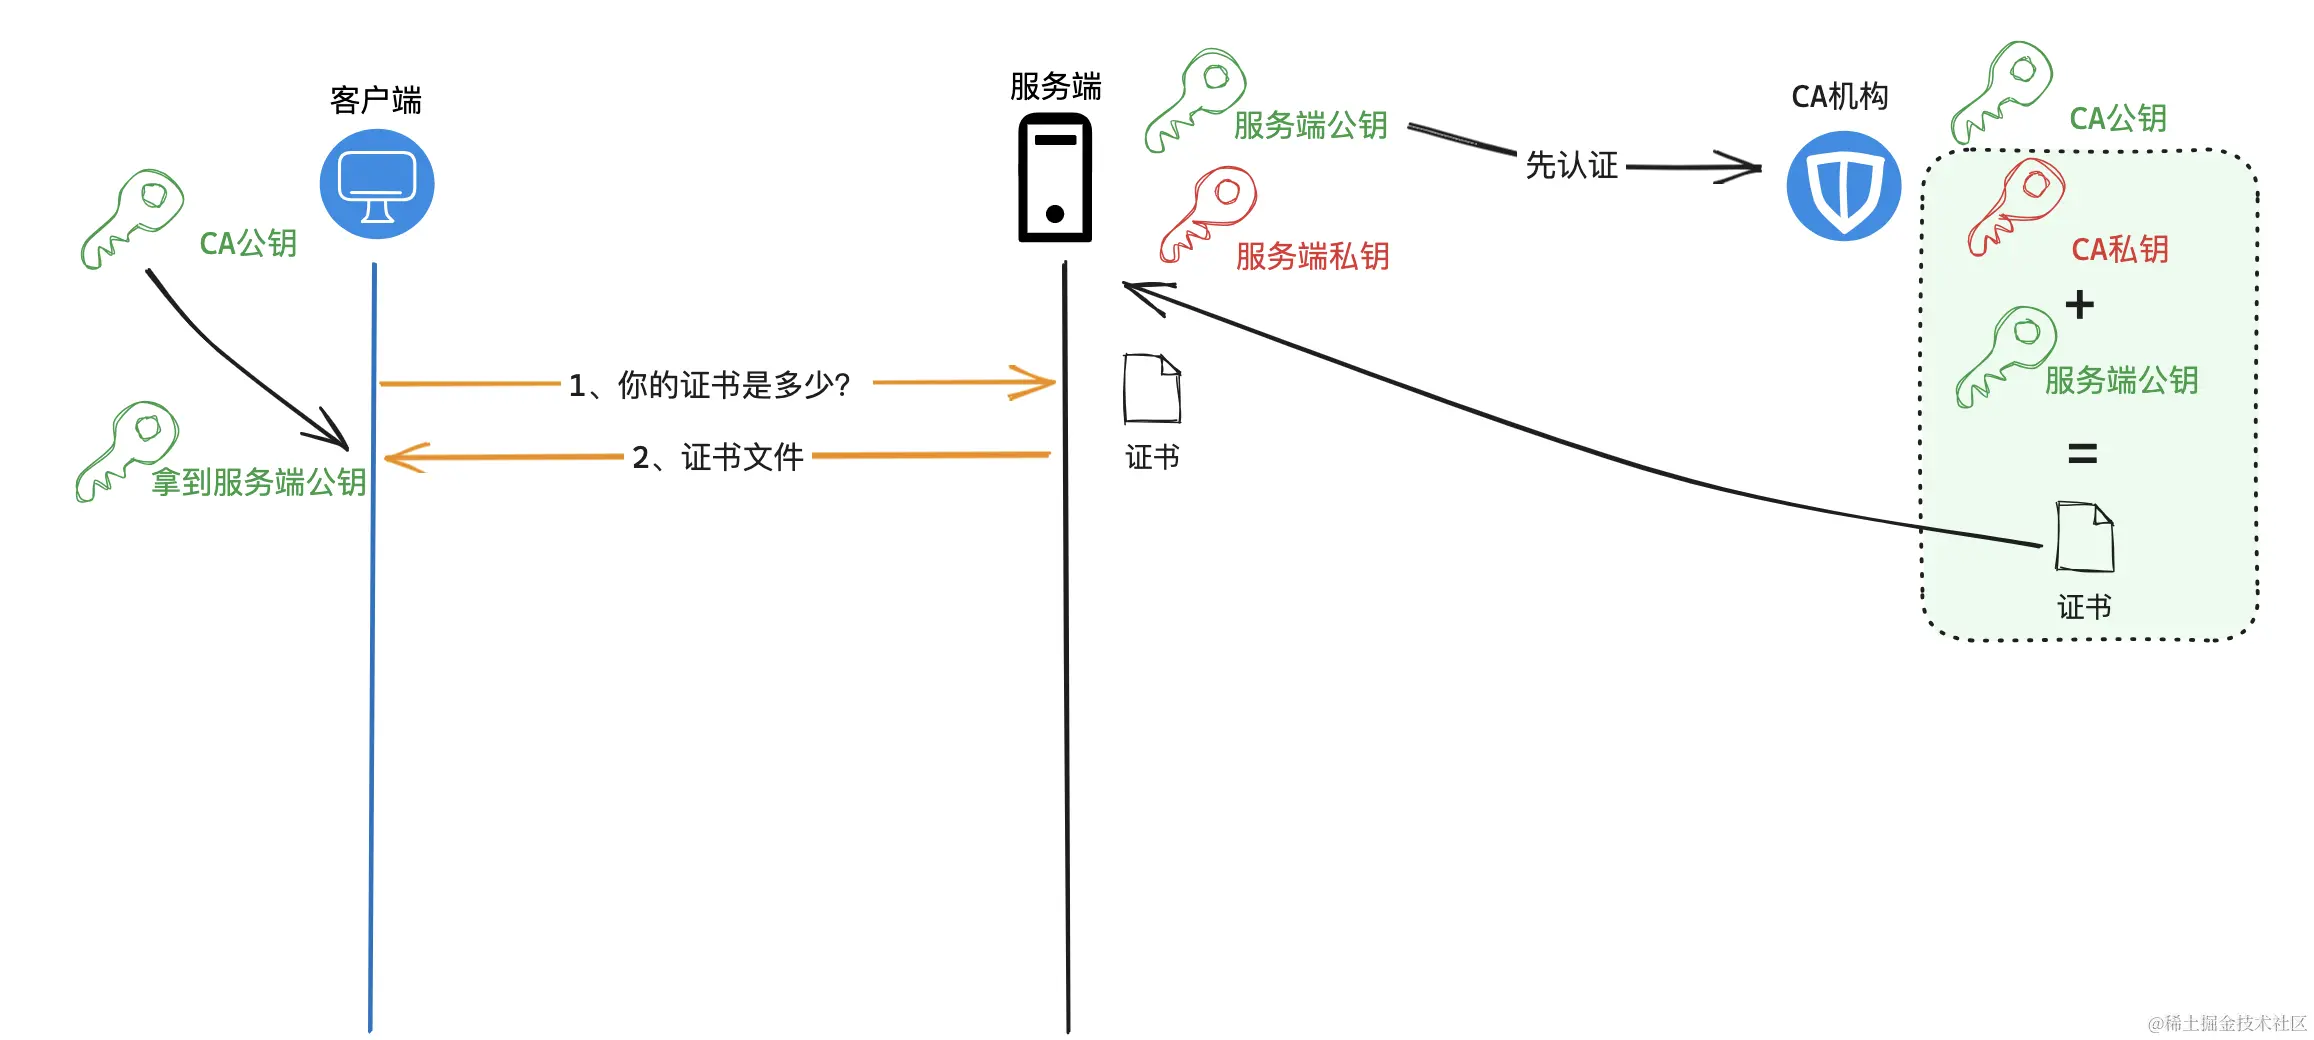 客户端
服务端
服务端公钥
先认证
CA机构
CA公钥
CA公钥
服务端私钥
CA私钥
+
服务端公钥
1、你的证书是多少?
2、证书文件
证书
=
拿到服务端公钥
证书
@稀土掘金技术社区